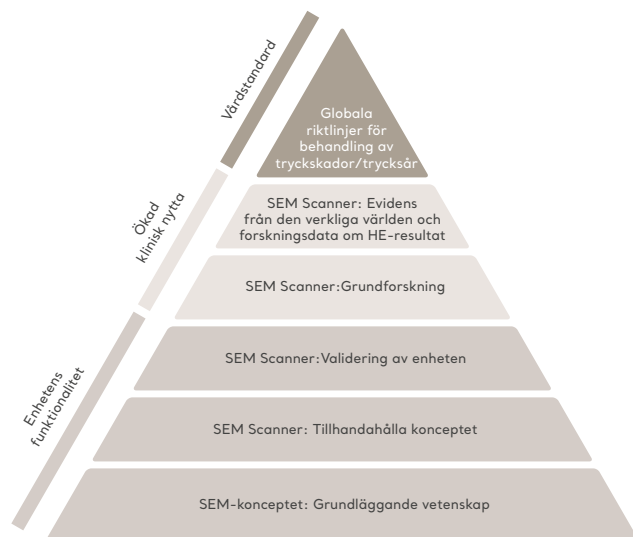 Vårdstandard
Globala
riktlinjer för
behandling av
tryckskador/trycksår
Ökad
klinisk nytta
SEM Scanner: Evidens
från den verkliga världen och
forskningsdata om HE-resultat
SEM Scanner:Grundforskning
Enhetens
funktionalitet
SEM Scanner:Validering av enheten
SEM Scanner: Tillhandahålla konceptet
SEM-konceptet: Grundläggande vetenskap